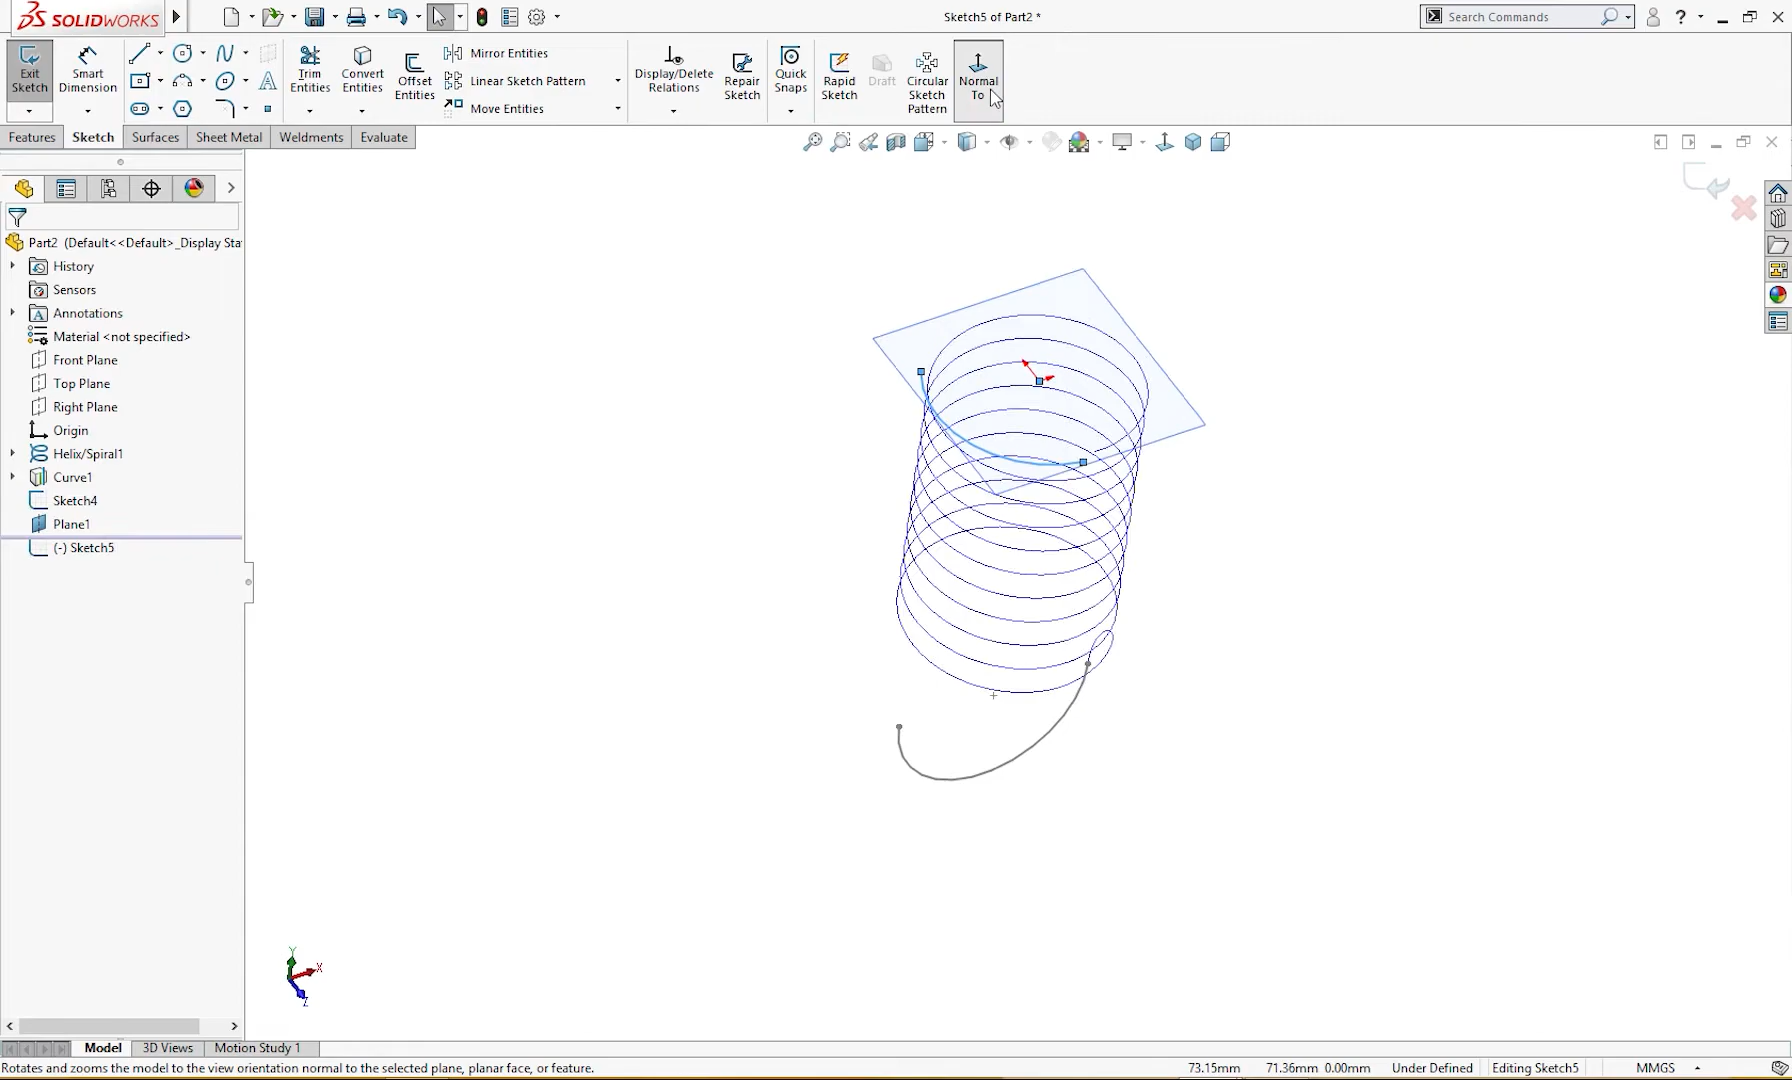 SOLIDWORKS
Sketch5 of Part2 *
Search Commands
?
Exit Sketch
Smart Dimension
Trim Entities
Convert Entities
Offset Entities
Mirror Entities
Linear Sketch Pattern
Move Entities
Display/Delete Relations
Repair Sketch
Quick Snaps
Rapid Sketch
Draft
Circular Sketch Pattern
Normal To
Features
Sketch
Surfaces
Sheet Metal
Weldments
Evaluate
Part2 (Default<<Default>_Display Sta
History
Sensors
Annotations
Material <not specified>
Front Plane
Top Plane
Right Plane
Origin
Helix/Spiral1
Curve1
Sketch4
Plane1
(-) Sketch5
Y
X
Z
Model
3D Views
Motion Study 1
Rotates and zooms the model to the view orientation normal to the selected plane, planar face, or feature.
73.15mm
71.36mm 0.00mm
Under Defined
Editing Sketch5
MMGS